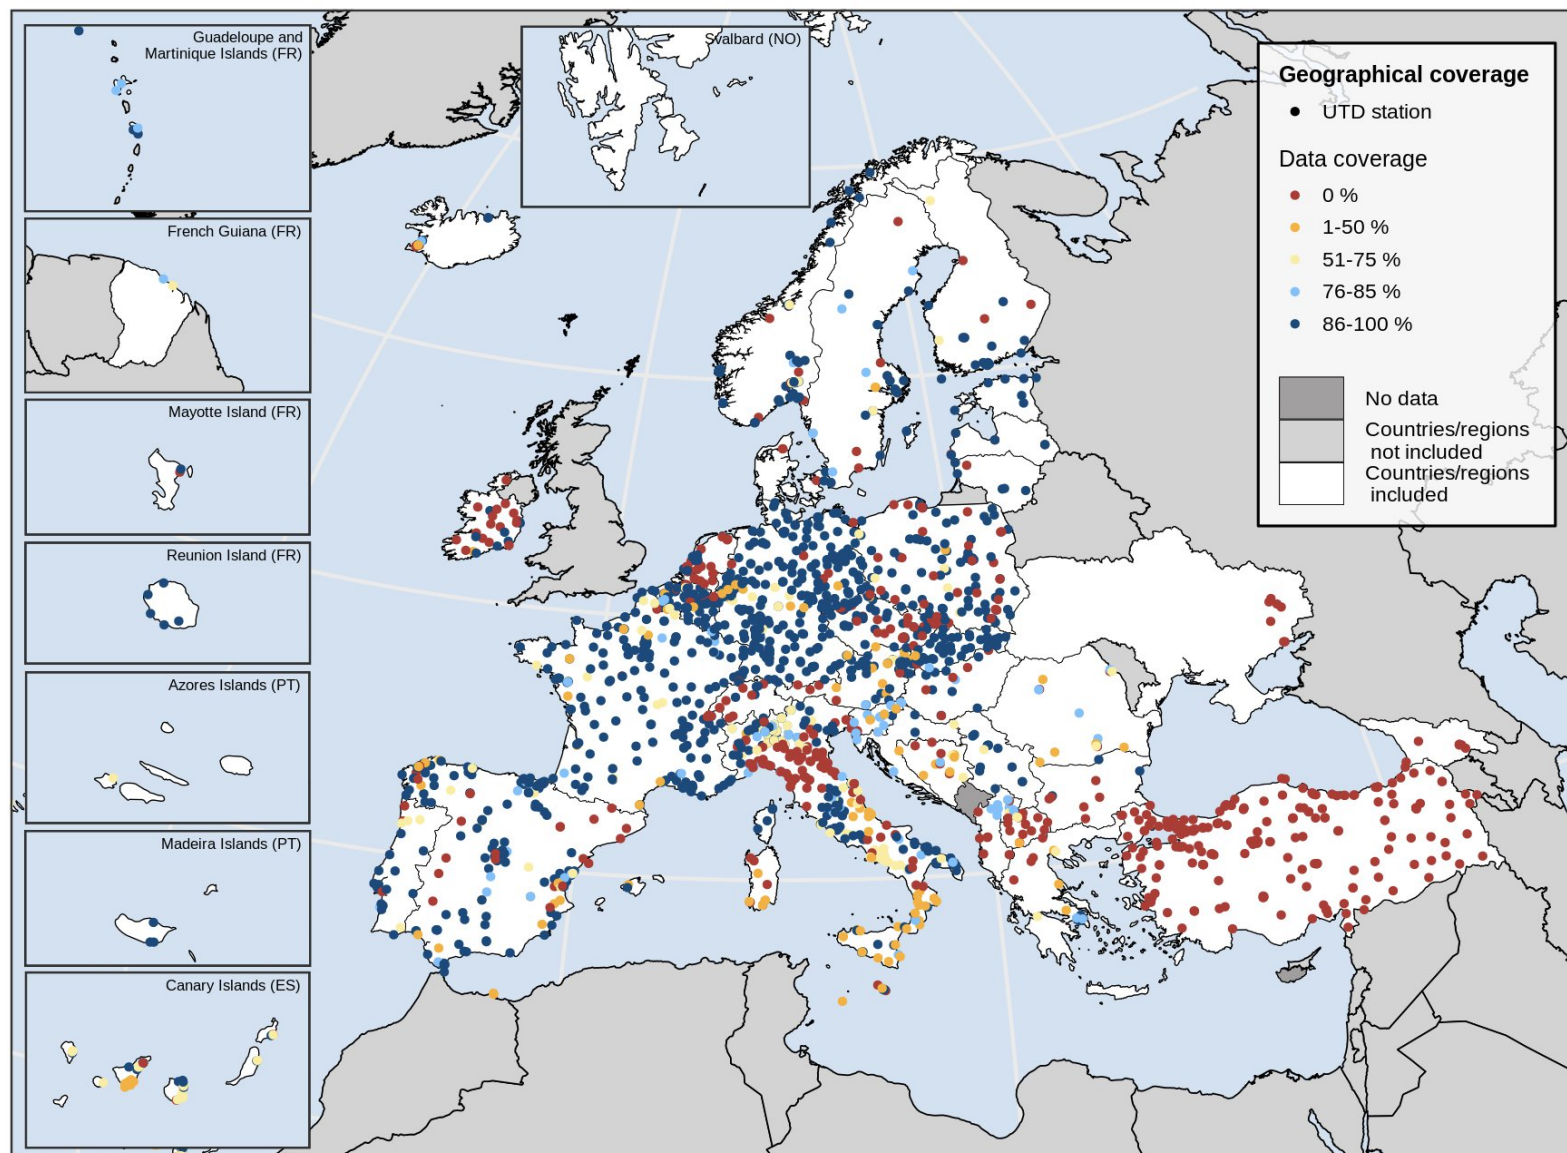 Guadeloupe and
Martinique Islands (FR)
Svalbard (NO)
French Guiana (FR)
Mayotte Island (FR)
Reunion Island (FR)
Azores Islands (PT)
Madeira Islands (PT)
Canary Islands (ES)
Geographical coverage
UTD station
Data coverage
0 %
1-50 %
51-75 %
76-85 %
86-100 %
No data
Countries/regions
not included
Countries/regions
included